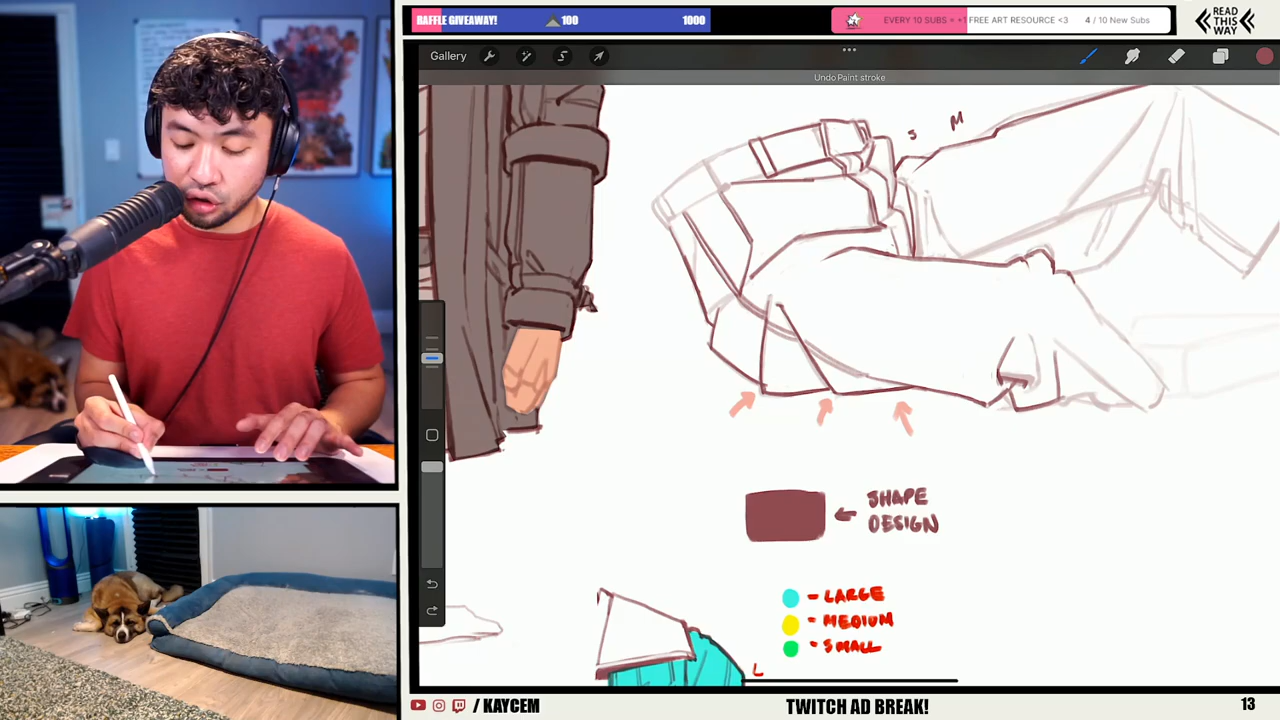 RAFFLE GIVEAWAY!
100
1000
EVERY 10 SUBS = +1 FREE ART RESOURCE <3
4 / 10 New Subs
READ
THIS
WAY
Gallery
Undo Paint stroke
S
M
SHAPE
DESIGN
- LARGE
- MEDIUM
- SMALL
L
/ KAYCEM
TWITCH AD BREAK!
13